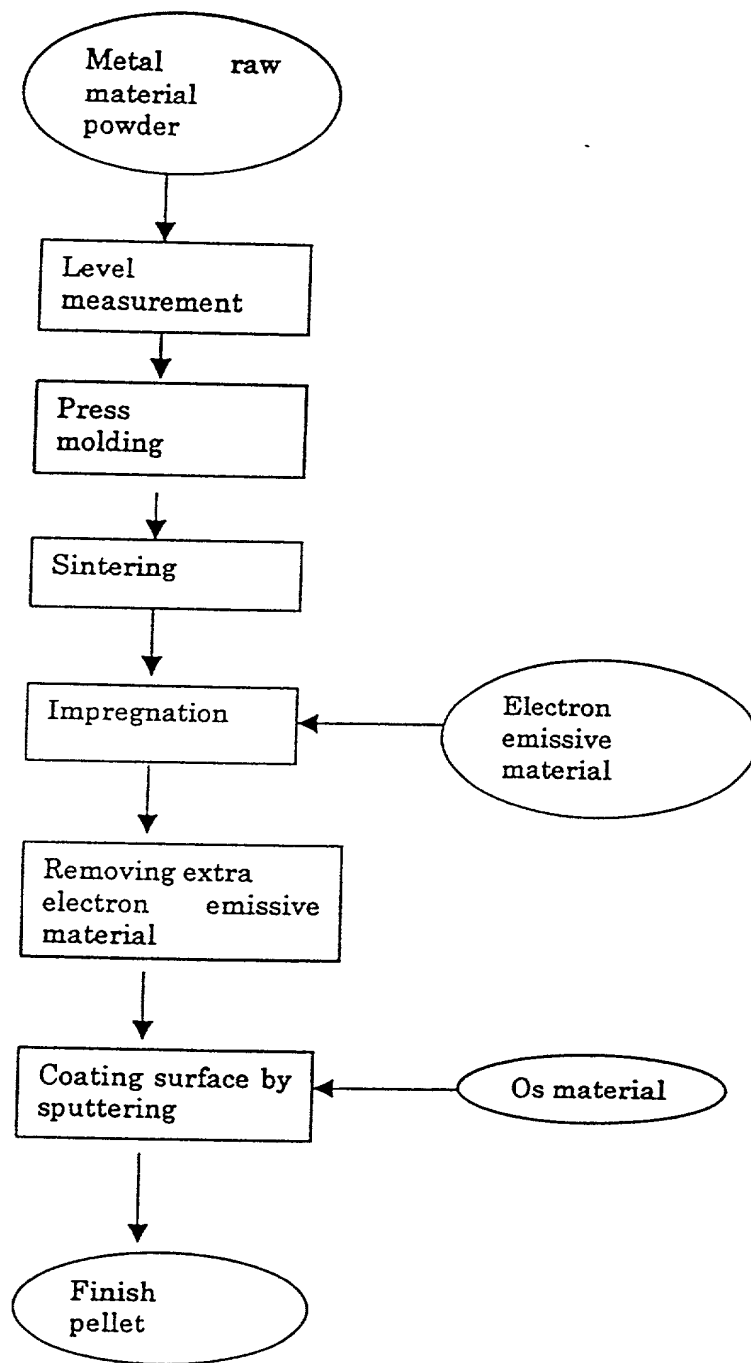 Metal raw
material
powder
Level
measurement
Press
molding
Sintering
Impregnation
Electron
emissive
material
Removing extra
electron emissive
material
Coating surface by
sputtering
Os material
Finish
pellet